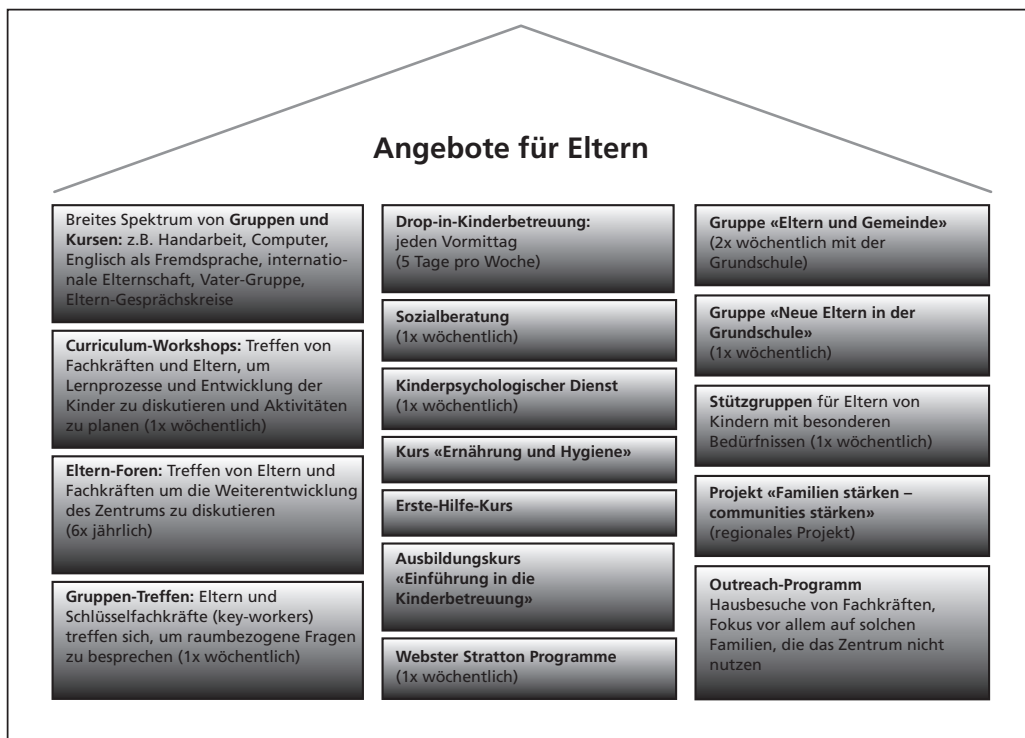 Angebote für Eltern
Breites Spektrum von Gruppen und
Kursen: z.B. Handarbeit, Computer,
Englisch als Fremdsprache, internatio-
nale Elternschaft, Vater-Gruppe,
Eltern-Gesprächskreise
Curriculum-Workshops: Treffen von
Fachkräften und Eltern, um
Lernprozesse und Entwicklung der
Kinder zu diskutieren und Aktivitäten
zu planen (1x wöchentlich)
Eltern-Foren: Treffen von Eltern und
Fachkräften um die Weiterentwicklung
des Zentrums zu diskutieren
(6x jährlich)
Gruppen-Treffen: Eltern und
Schlüsselfachkräfte (key-workers)
treffen sich, um raumbezogene Fragen
zu besprechen (1x wöchentlich)
Drop-in-Kinderbetreuung:
jeden Vormittag
(5 Tage pro Woche)
Sozialberatung
(1x wöchentlich)
Kinderpsychologischer Dienst
(1x wöchentlich)
Kurs «Ernährung und Hygiene»
Erste-Hilfe-Kurs
Ausbildungskurs
«Einführung in die
Kinderbetreuung»
Webster Stratton Programme
(1x wöchentlich)
Gruppe «Eltern und Gemeinde»
(2x wöchentlich mit der
Grundschule)
Gruppe «Neue Eltern in der
Grundschule»
(1x wöchentlich)
Stützgruppen für Eltern von
Kindern mit besonderen
Bedürfnissen (1x wöchentlich)
Projekt «Familien stärken –
communities stärken»
(regionales Projekt)
Outreach-Programm
Hausbesuche von Fachkräften,
Fokus vor allem auf solchen
Familien, die das Zentrum nicht
nutzen